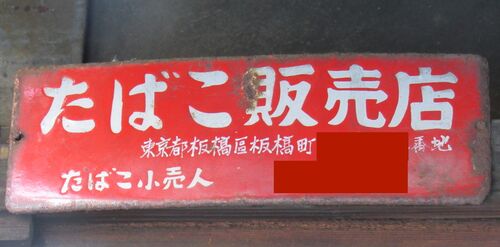 たばこ販売店
東京都板橋區板橋町 番地
たばこ小売人